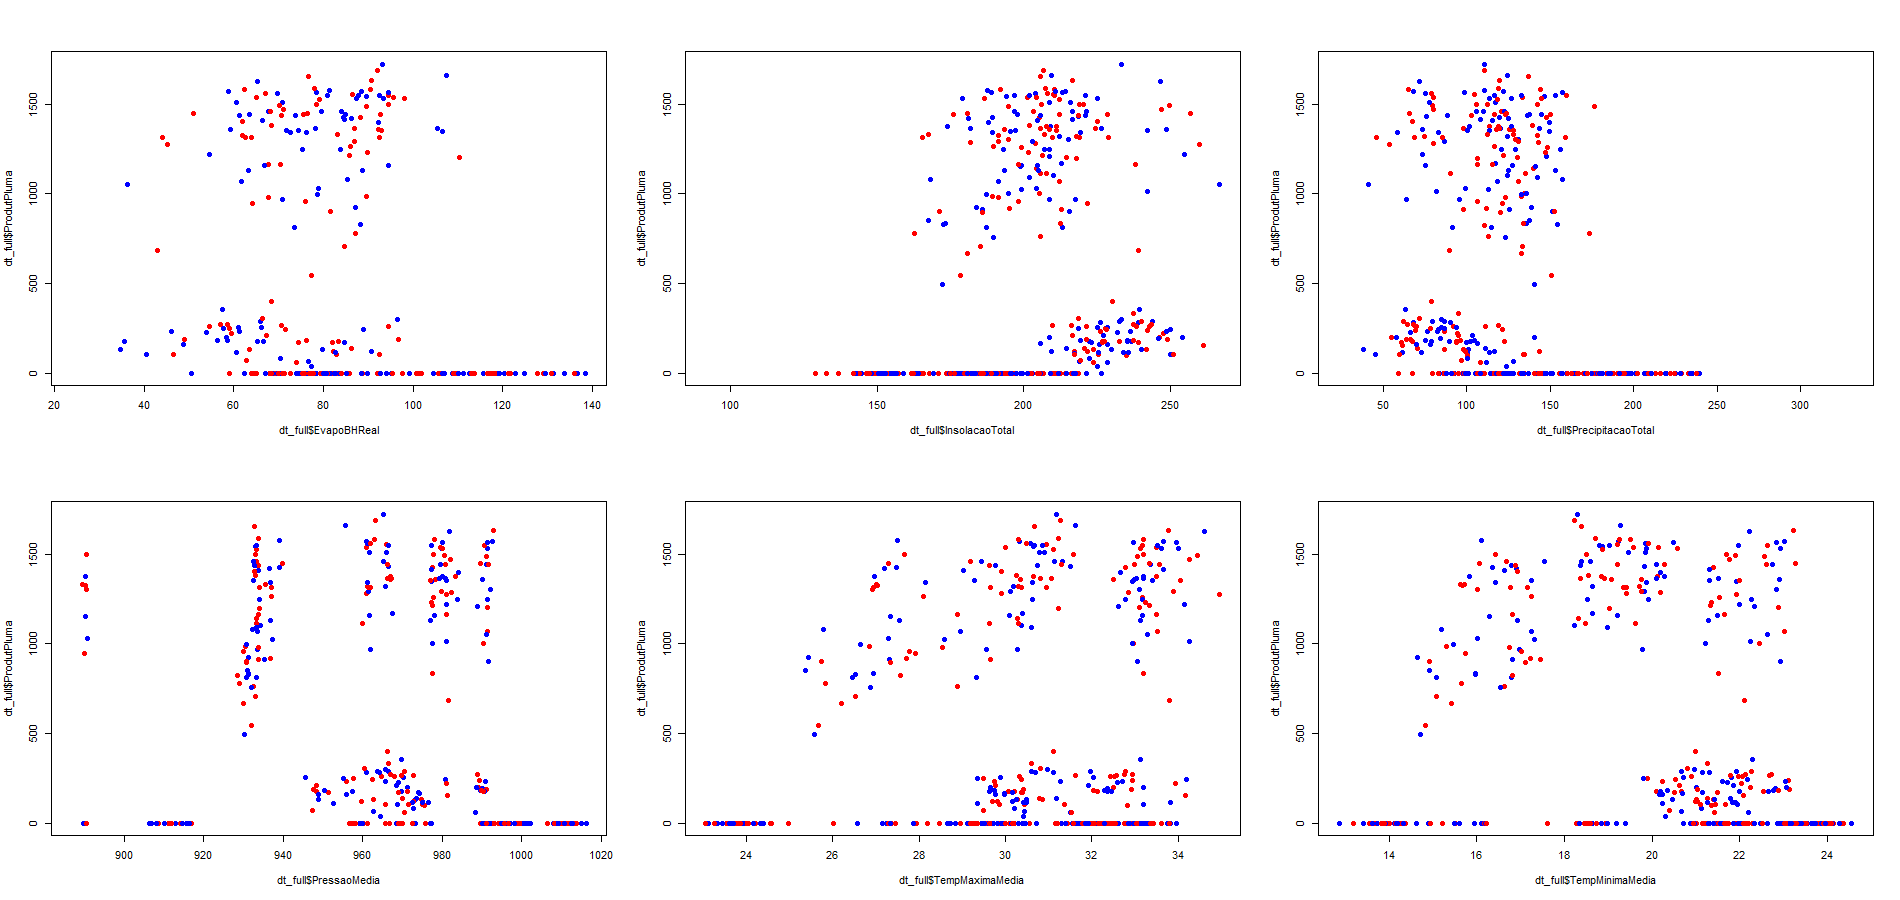 dt_full$ProdutPluma
0 500 1000 1500
20 40 60 80 100 120 140
dt_full$EvapoBHReal
dt_full$ProdutPluma
0 500 1000 1500
100 150 200 250
dt_full$InsolacaoTotal
dt_full$ProdutPluma
0 500 1000 1500
50 100 150 200 250 300
dt_full$PrecipitacaoTotal
dt_full$ProdutPluma
0 500 1000 1500
900 920 940 960 980 1000 1020
dt_full$PressaoMedia
dt_full$ProdutPluma
0 500 1000 1500
24 26 28 30 32 34
dt_full$TempMaximaMedia
dt_full$ProdutPluma
0 500 1000 1500
14 16 18 20 22 24
dt_full$TempMinimaMedia